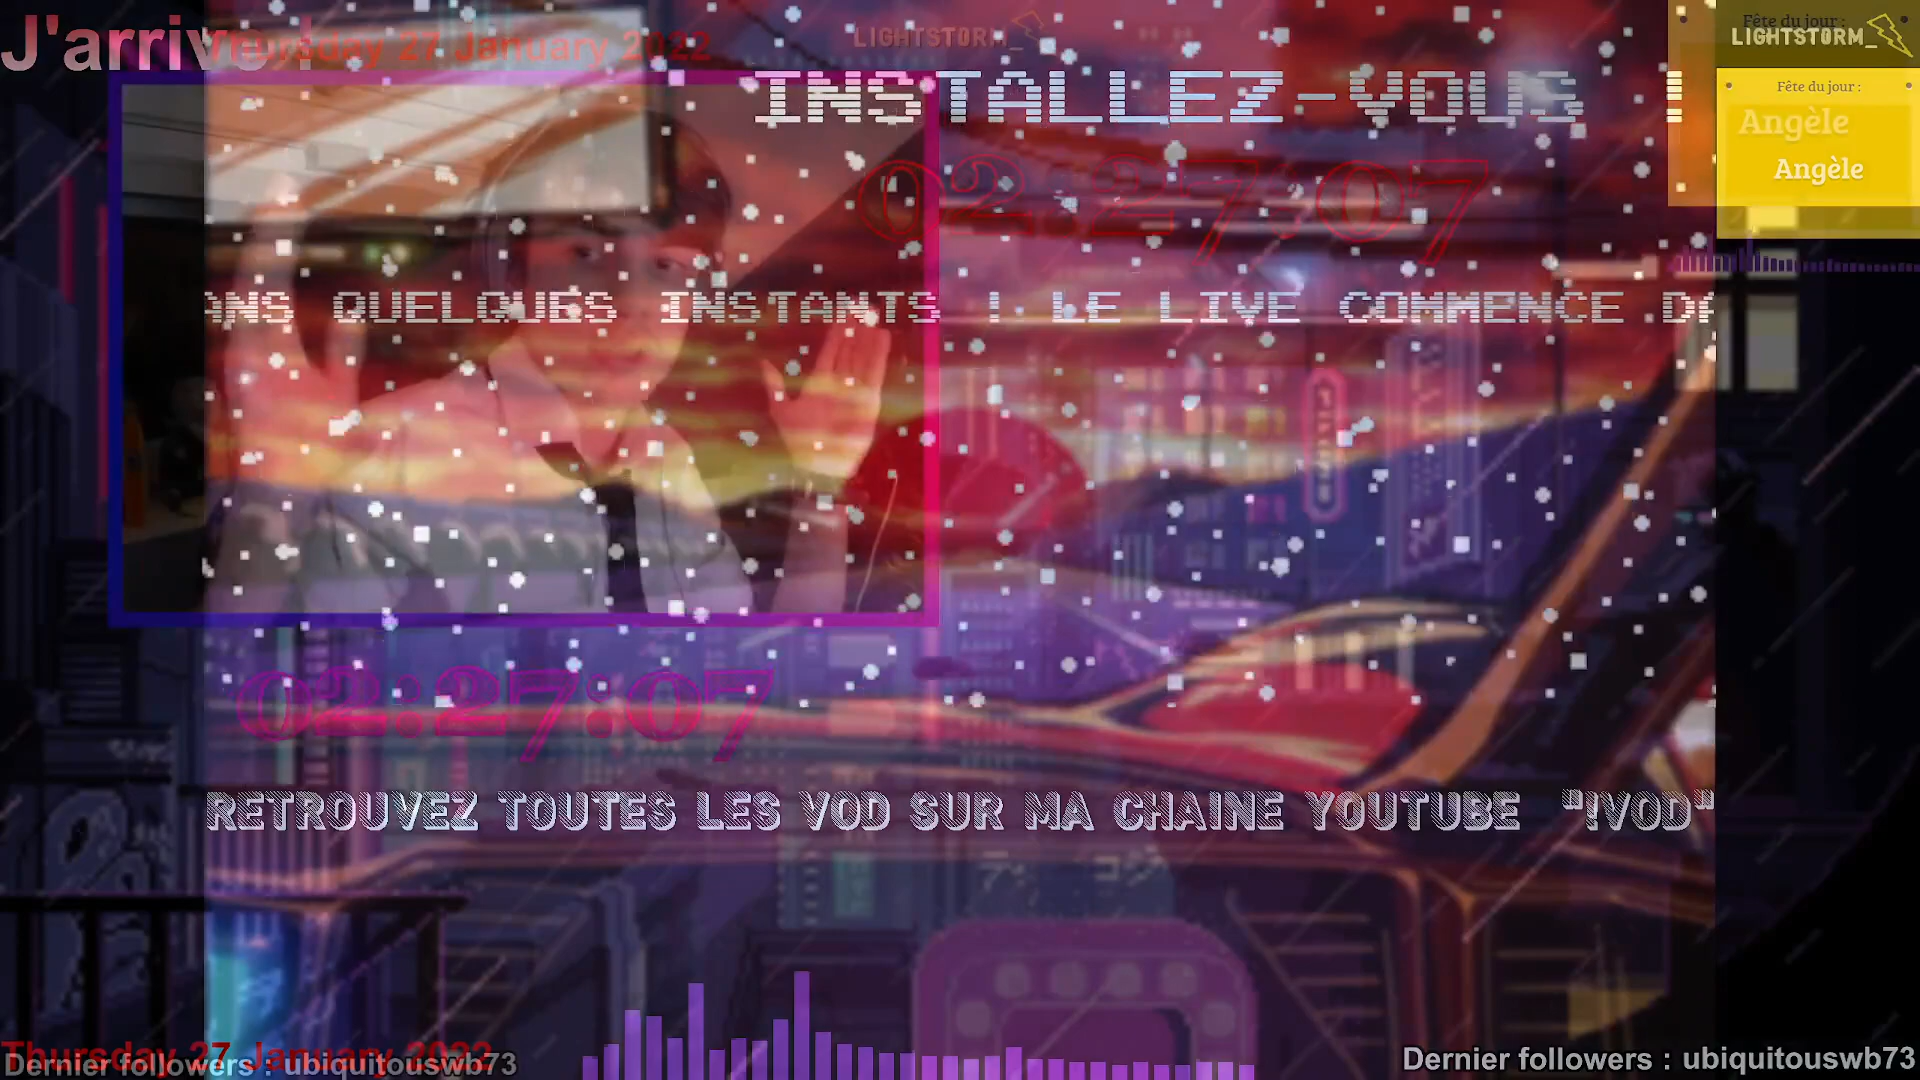 J'arrive !
Thursday 27 January 2022
LIGHTSTORM_
Fête du jour :
LIGHTSTORM_
INSTALLEZ-VOUS !
Fête du jour :
Angèle
Angèle
02:27:07
ANS QUELQUES INSTANTS ! LE LIVE COMMENCE DA
02:27:07
RETROUVEZ TOUTES LES VOD SUR MA CHAINE YOUTUBE "!VOD"
Thursday 27 January 2022
Dernier followers : ubiquitouswb73
Dernier followers : ubiquitouswb73